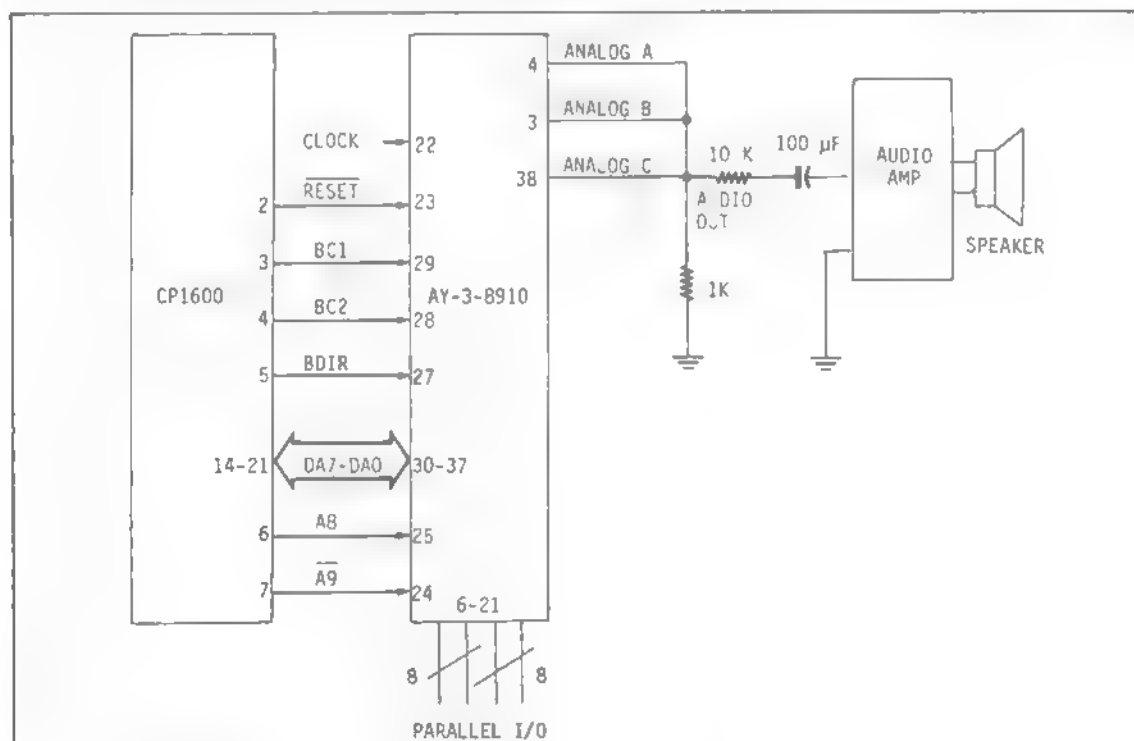 4 ANALOG A
3 ANALOG B
38 ANALOG C
CLOCK 22
2 RESET 23
3 BC1 29
CP1600
AY-3-8910
4 BC2 28
5 BDIR 27
14-21 DA7-DA0 30-37
6 A8 25
7 A9 24
6-21
8 8
PARALLEL I/O
10 K
100 µF
A DIO
OUT
1K
AUDIO
AMP
SPEAKER